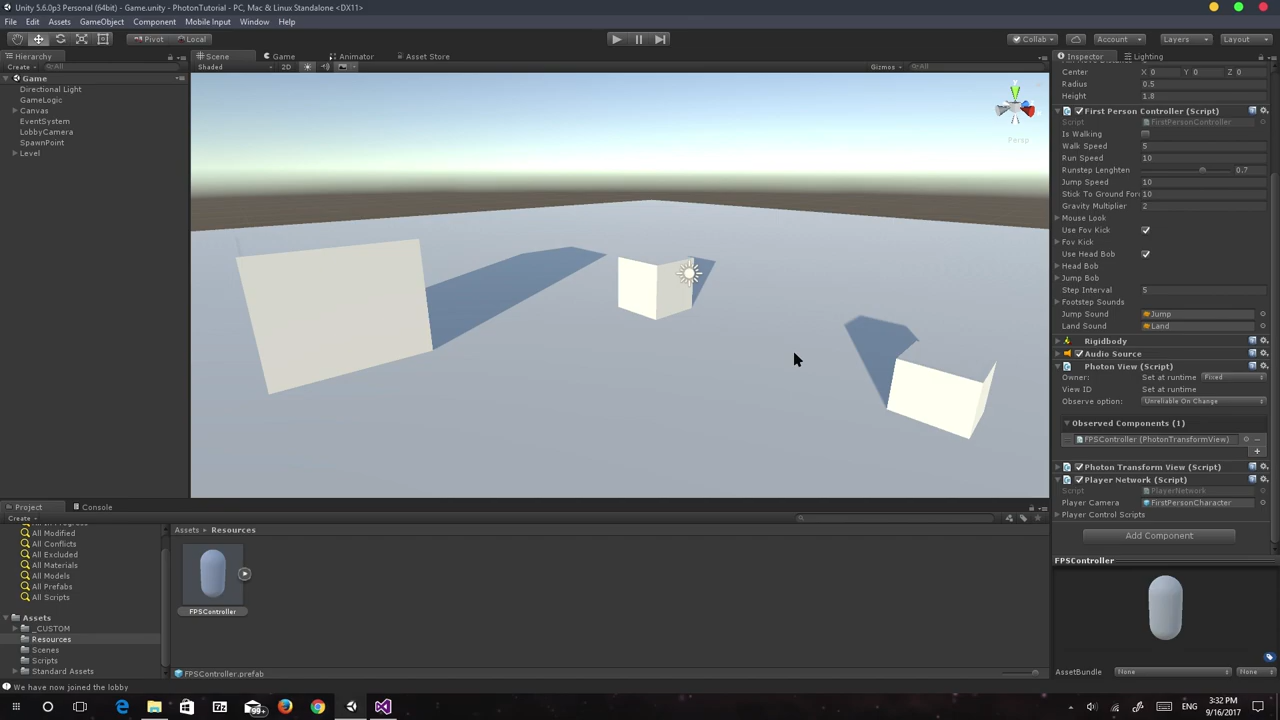 Unity 5.6.0p3 Personal (64bit) - Game.unity - PhotonTutorial - PC, Mac & Linux Standalone <DX11>
File Edit Assets GameObject Component Mobile Input Window Help
Pivot Local Collab Account Layers Layout
Hierarchy Scene Game Animator Asset Store Inspector Lighting
Create All Shaded 2D Gizmos All
Game
Directional Light
GameLogic
Canvas
EventSystem
LobbyCamera
SpawnPoint
Level
y
Persp
Center X 0 Y 0 Z 0
Radius 0.5
Height 1.8
First Person Controller (Script)
Script FirstPersonController
Is Walking
Walk Speed 5
Run Speed 10
Runstep Lenghten 0.7
Jump Speed 10
Stick To Ground For 10
Gravity Multiplier 2
Mouse Look
Use Fov Kick
Fov Kick
Use Head Bob
Head Bob
Jump Bob
Step Interval 5
Footstep Sounds
Jump Sound Jump
Land Sound Land
Rigidbody
Audio Source
Photon View (Script)
Owner: Set at runtime Fixed
View ID Set at runtime
Observe option: Unreliable On Change
Observed Components (1)
FPSController (PhotonTransformView)
Photon Transform View (Script)
Player Network (Script)
Script PlayerNetwork
Player Camera FirstPersonCharacter
Player Control Scripts
Add Component
FPSController
AssetBundle None None
Project Console
Create
All Modified
All Conflicts
All Excluded
All Materials
All Models
All Prefabs
All Scripts
Assets
_CUSTOM
Resources
Scenes
Scripts
Standard Assets
Assets Resources
FPSController
FPSController.prefab
We have now joined the lobby
99+
ENG
3:32 PM
9/16/2017